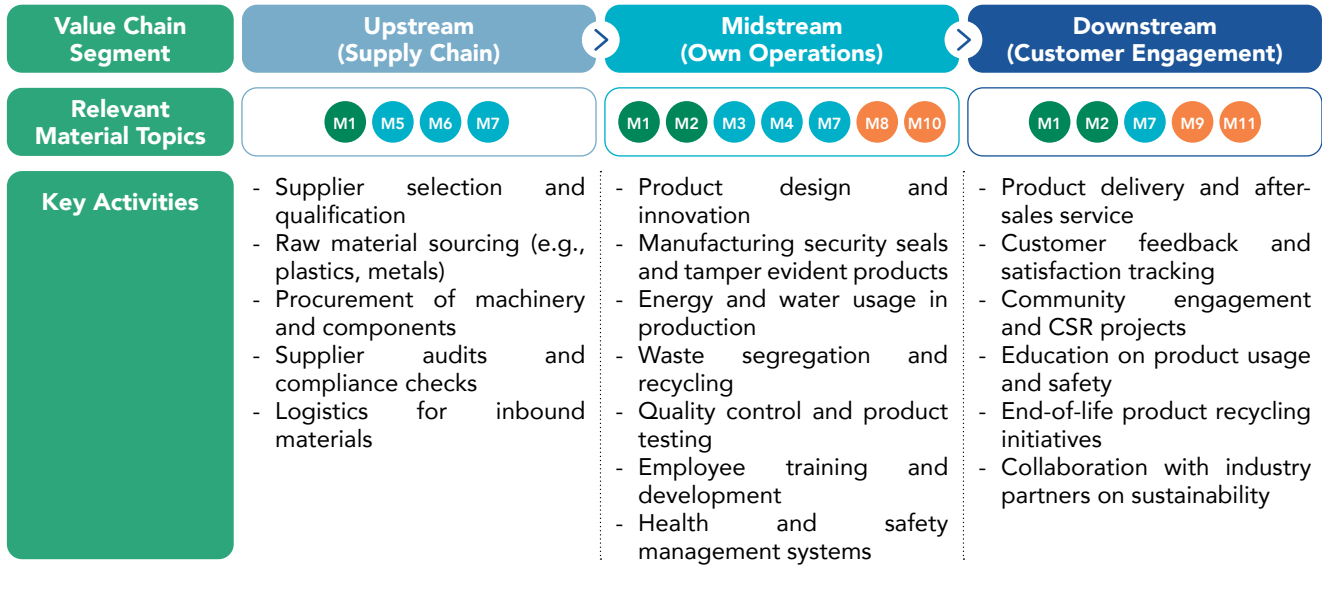 Value Chain
Segment
Upstream
(Supply Chain)
Midstream
(Own Operations)
Downstream
(Customer Engagement)
Relevant
Material Topics
M1 M5 M6 M7
M1 M2 M3 M4 M7 M8 M10
M1 M2 M7 M9 M11
Key Activities
- Supplier selection and
qualification
- Raw material sourcing (e.g.,
plastics, metals)
- Procurement of machinery
and components
- Supplier audits and
compliance checks
- Logistics for inbound
materials
- Product design and
innovation
- Manufacturing security seals
and tamper evident products
- Energy and water usage in
production
- Waste segregation and
recycling
- Quality control and product
testing
- Employee training and
development
- Health and safety
management systems
- Product delivery and after-
sales service
- Customer feedback and
satisfaction tracking
- Community engagement
and CSR projects
- Education on product usage
and safety
- End-of-life product recycling
initiatives
- Collaboration with industry
partners on sustainability